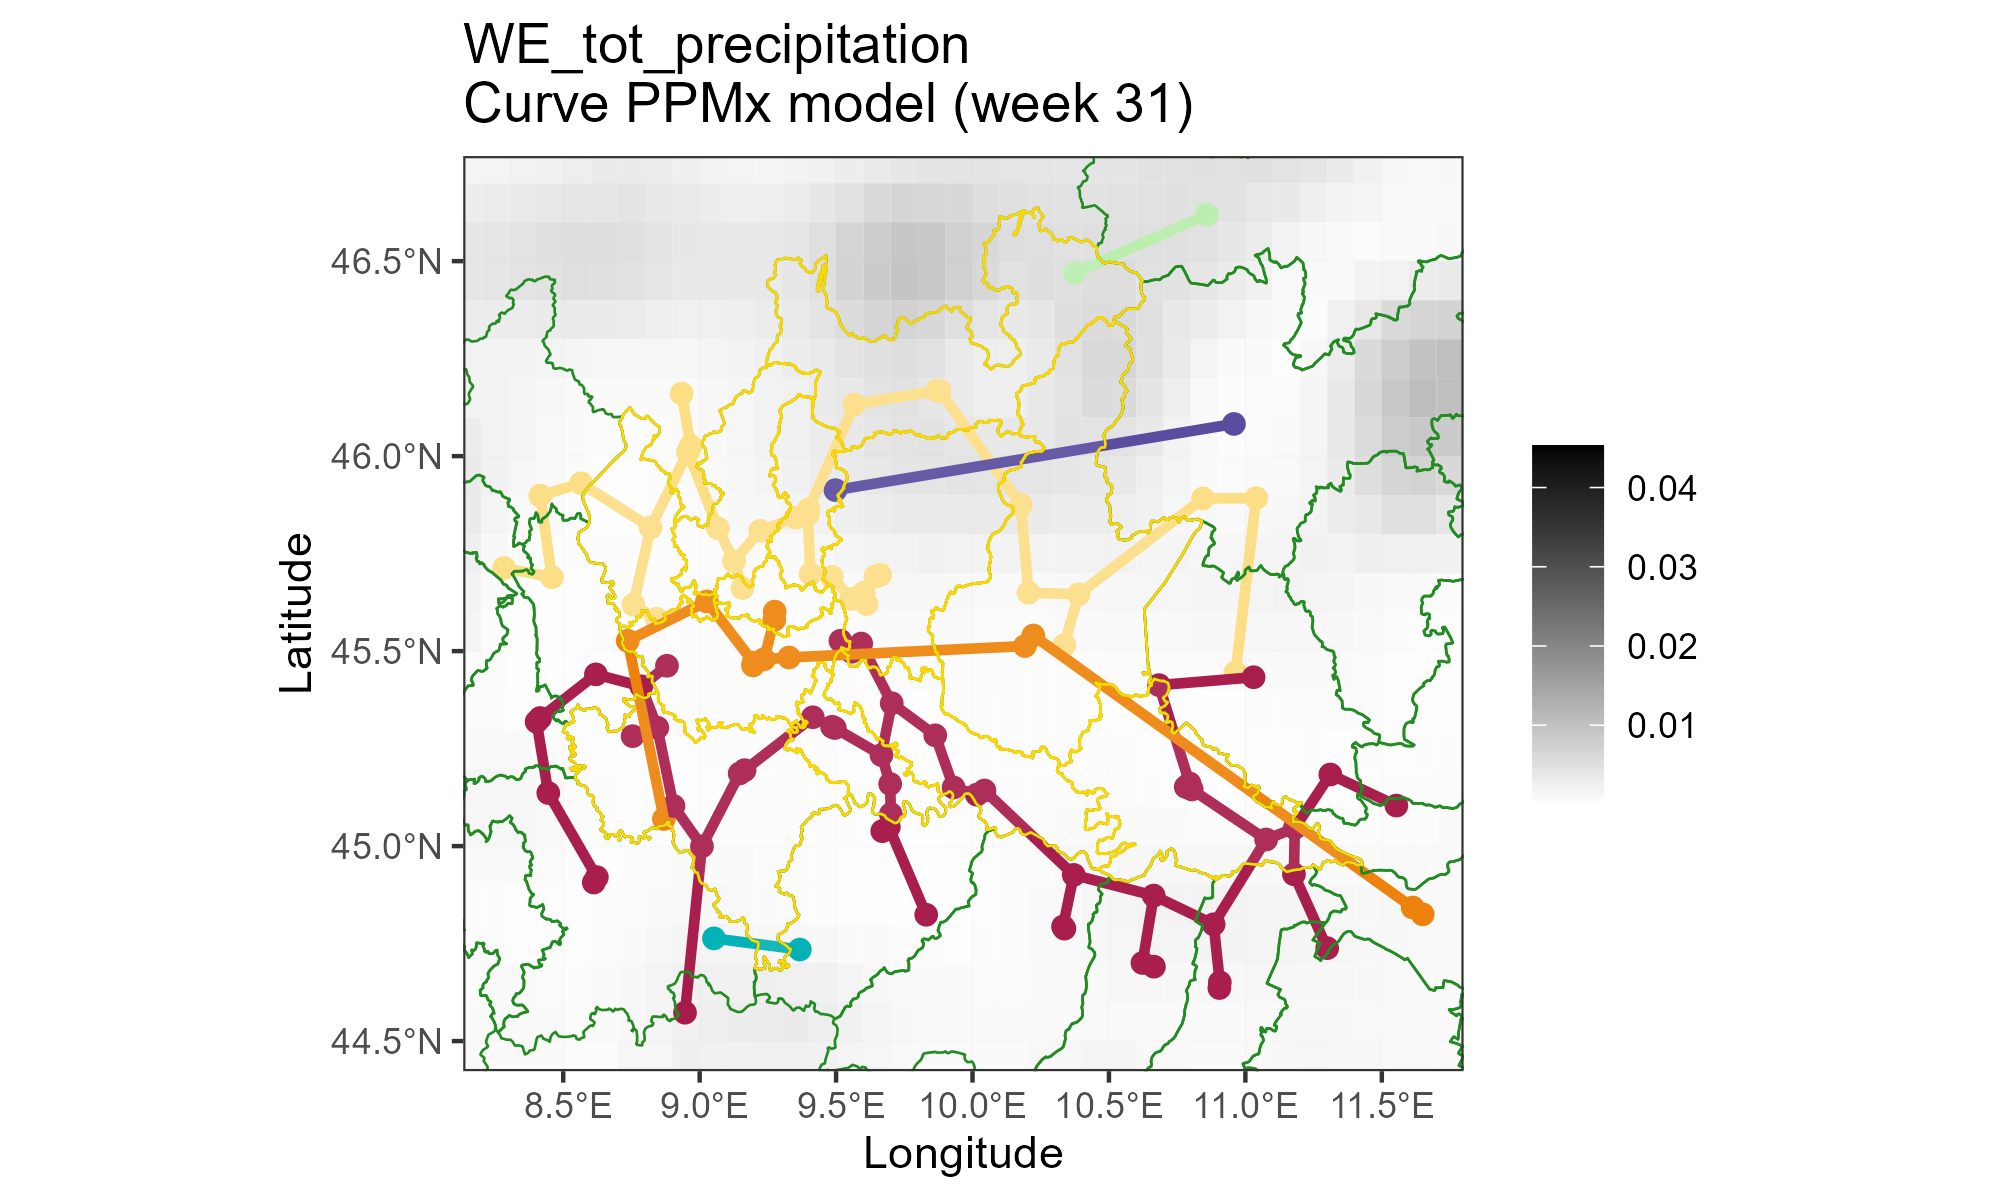 WE_tot_precipitation
Curve PPMx model (week 31)
46.5°N
46.0°N
45.5°N
45.0°N
44.5°N
Latitude
8.5°E
9.0°E
9.5°E
10.0°E
10.5°E
11.0°E
11.5°E
Longitude
0.04
0.03
0.02
0.01